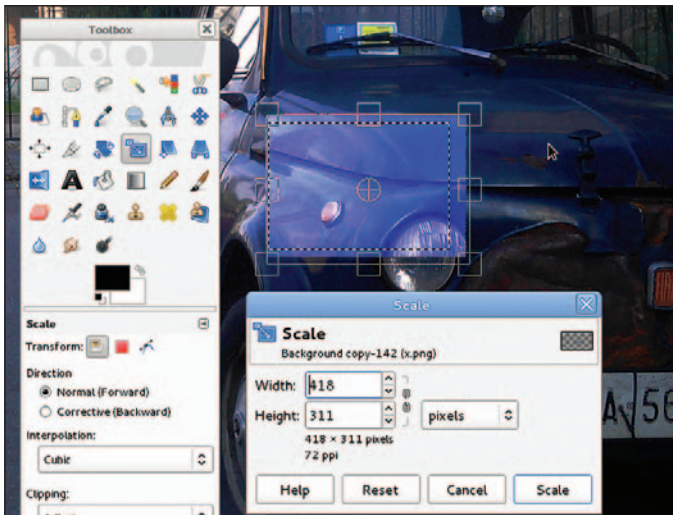 Toolbox
Scale
Transform:
Direction
Normal (Forward)
Corrective (Backward)
Interpolation:
Cubic
Clipping:
Scale
Scale
Background copy-142 (x.png)
Width: 418
Height: 311 pixels
418 × 311 pixels
72 ppi
Help Reset Cancel Scale
A 56